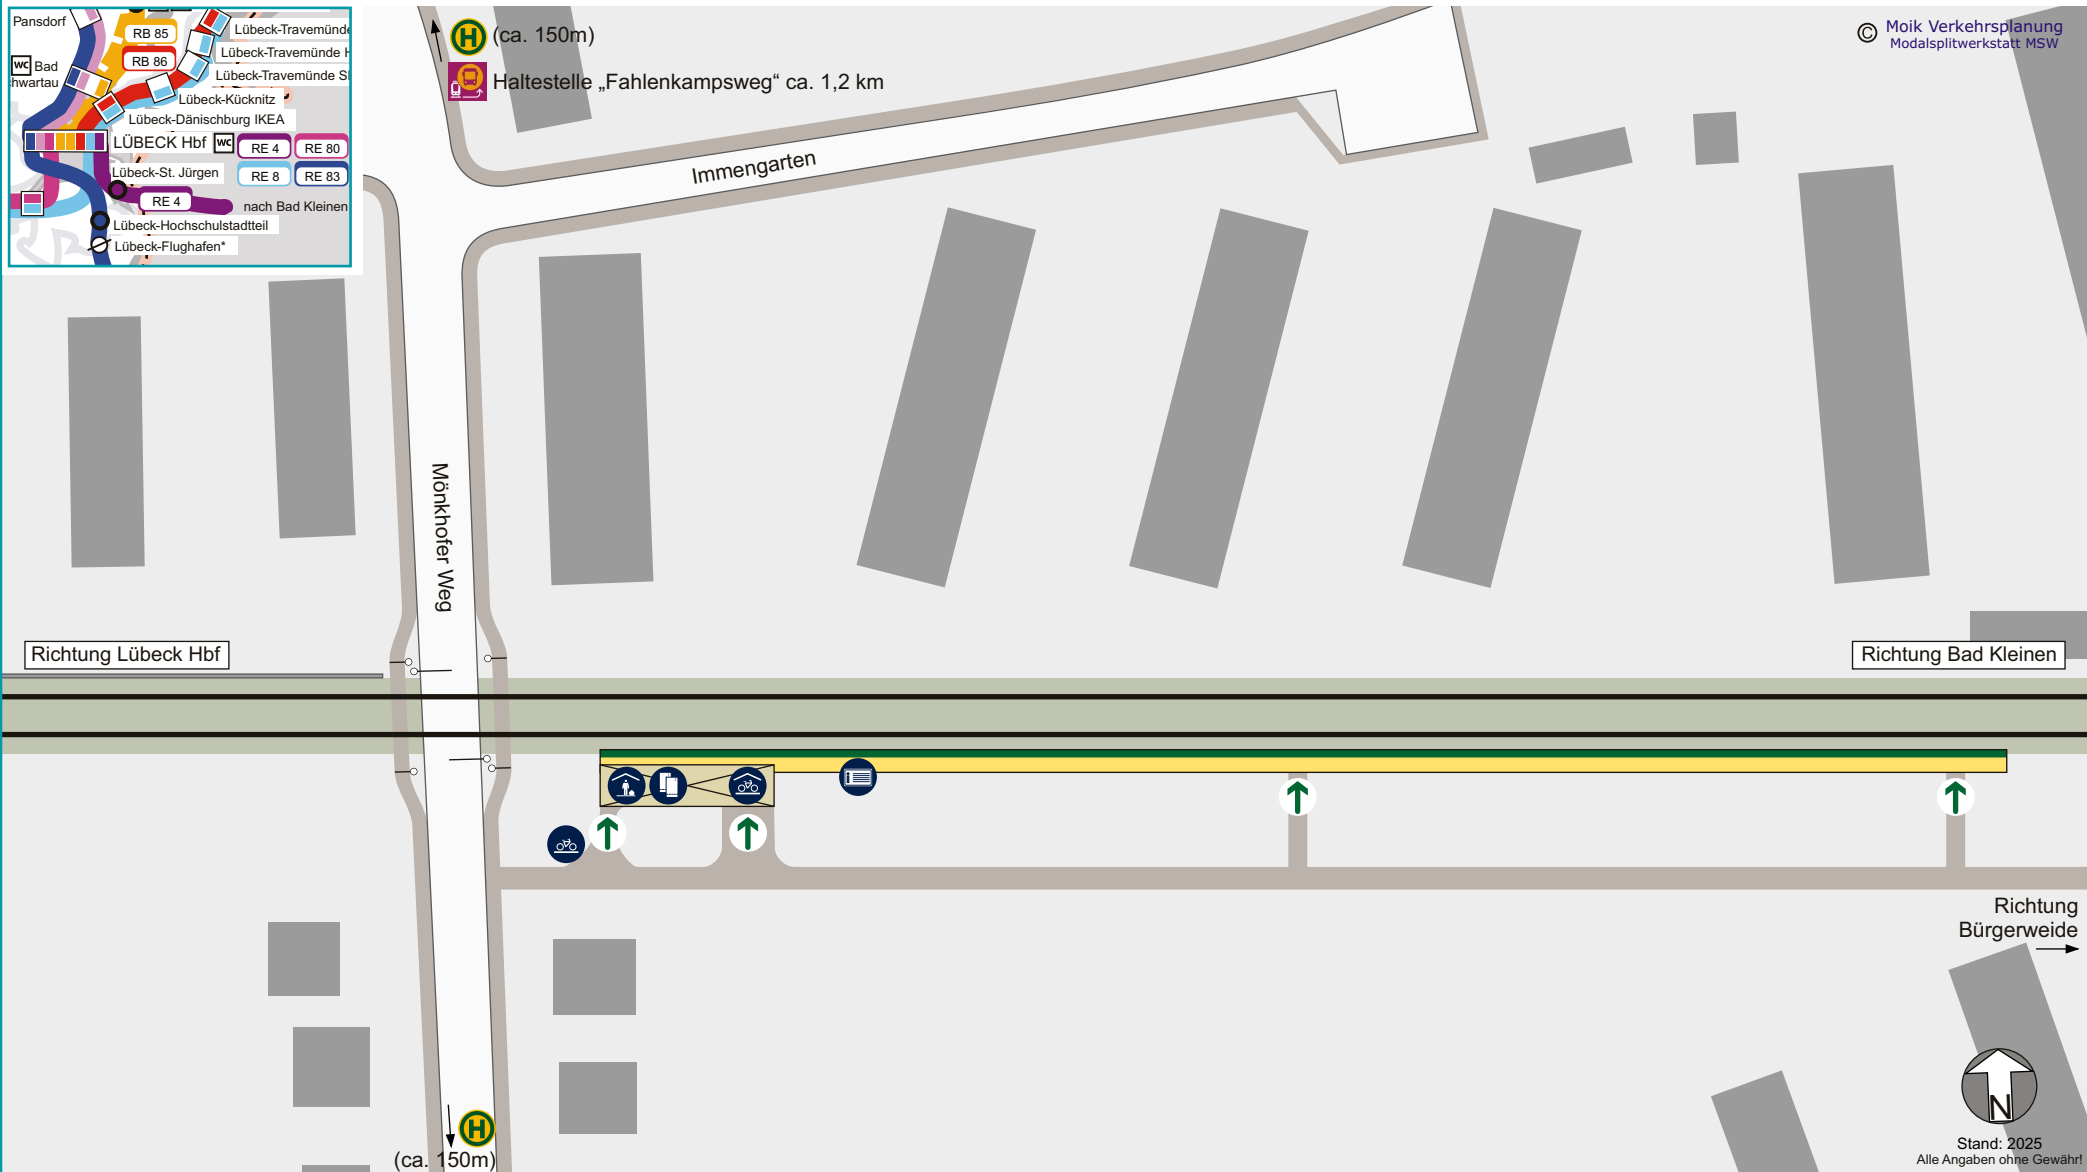 Pansdorf
RB 85
RB 86
WC Bad
Lübeck-Travemünde
Lübeck-Travemünde
Lübeck-Travemünde
Lübeck-Kücknitz
Lübeck-Dänischburg IKEA
LÜBECK Hbf WC
RE 4
RE 80
RE 8
RE 83
Lübeck-St. Jürgen
RE 4
nach Bad Kleinen
Lübeck-Hochschulstadtteil
Lübeck-Flughafen*
H (ca. 150m)
Haltestelle „Fahlenkampsweg“ ca. 1,2 km
© Moik Verkehrsplanung
Modalsplitwerkstatt MSW
Immengarten
Mönkhofer Weg
Richtung Lübeck Hbf
Richtung Bad Kleinen
Richtung
Bürgerweide
H
(ca. 150m)
N
Stand: 2025
Alle Angaben ohne Gewähr!